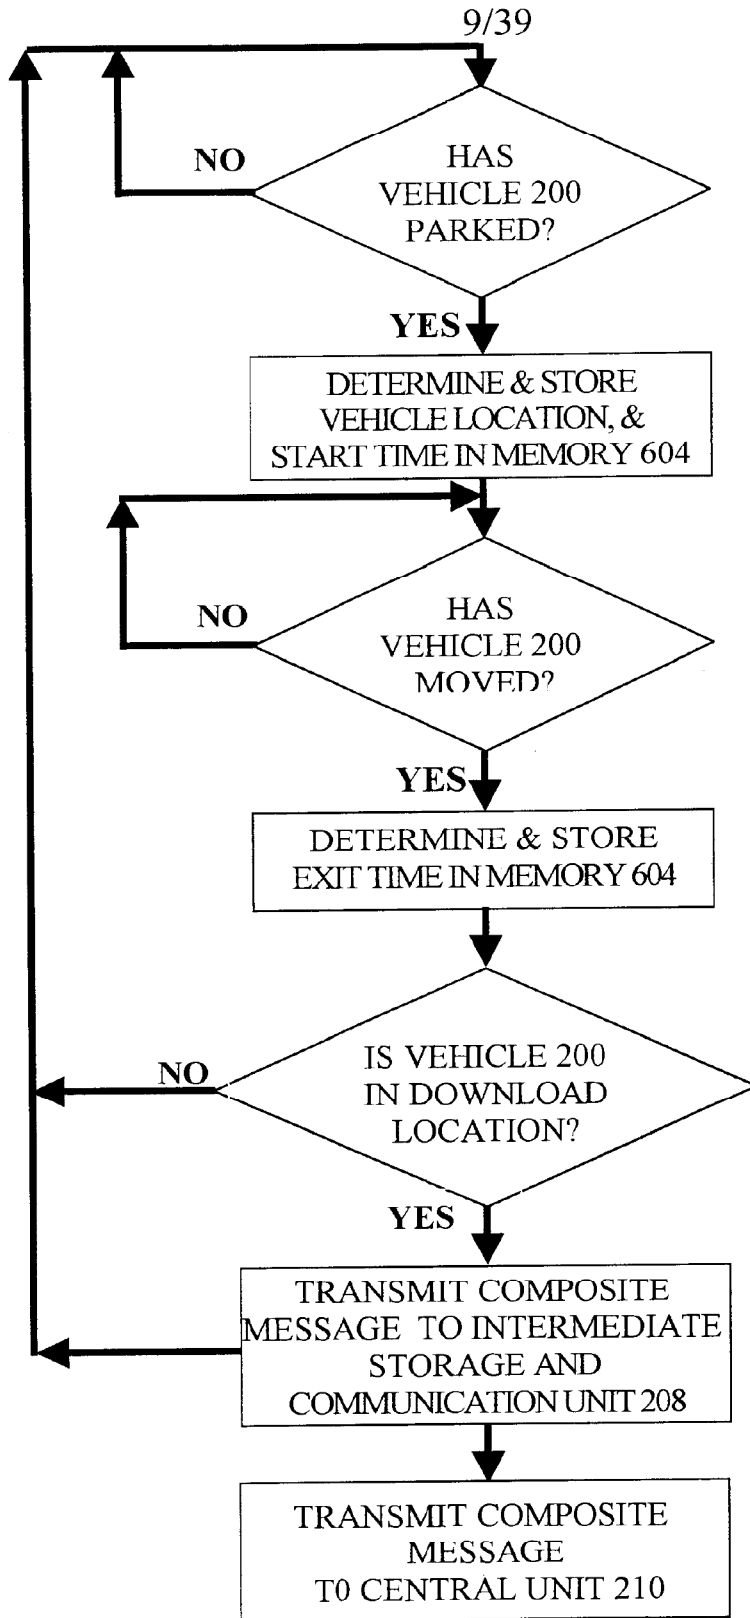 9/39
HAS
VEHICLE 200
PARKED?
NO
YES
DETERMINE & STORE
VEHICLE LOCATION, &
START TIME IN MEMORY 604
HAS
VEHICLE 200
MOVED?
NO
YES
DETERMINE & STORE
EXIT TIME IN MEMORY 604
IS VEHICLE 200
IN DOWNLOAD
LOCATION?
NO
YES
TRANSMIT COMPOSITE
MESSAGE TO INTERMEDIATE
STORAGE AND
COMMUNICATION UNIT 208
TRANSMIT COMPOSITE
MESSAGE
T0 CENTRAL UNIT 210